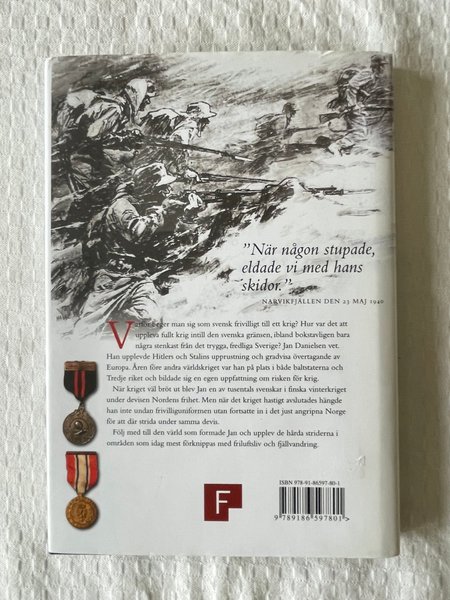 "När någon stupade,
eldade vi med hans
skidor."
NARVIKFJÄLLEN DEN 23 MAJ 1940
Varför beger man sig som svensk frivilligt till ett krig? Hur var det att
uppleva fullt krig intill den svenska gränsen, ibland bokstavligen bara
några stenkast från det trygga, fredliga Sverige? Jan Danielsen vet.
Han upplevde Hitlers och Stalins upprustning och gradvisa övertagande av
Europa. Åren före andra världskriget var han på plats i både baltstaterna och
Tredje riket och bildade sig en egen uppfattning om risken för krig.
När kriget väl bröt ut blev Jan en av tusentals svenskar i finska vinterkriget
under devisen Nordens frihet. Men när det kriget hastigt avslutades hängde
han inte undan frivilliguniformen utan fortsatte in i det just angripna Norge
för att där strida under samma devis.
Följ med till den värld som formade Jan och upplev de hårda striderna i
områden som idag mest förknippas med friluftsliv och fjällvandring.
ISBN 978-91-86597-80-1
F
9 789186 597801 >